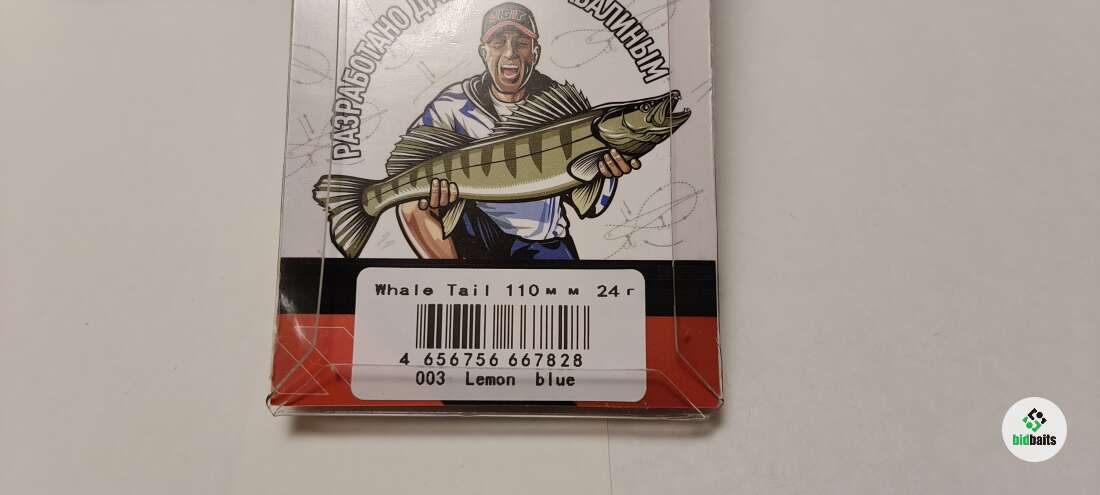 РАЗРАБОТАНО
Whale Tail 110мм 24г
4 656756 667828
003 Lemon blue
bidbaits